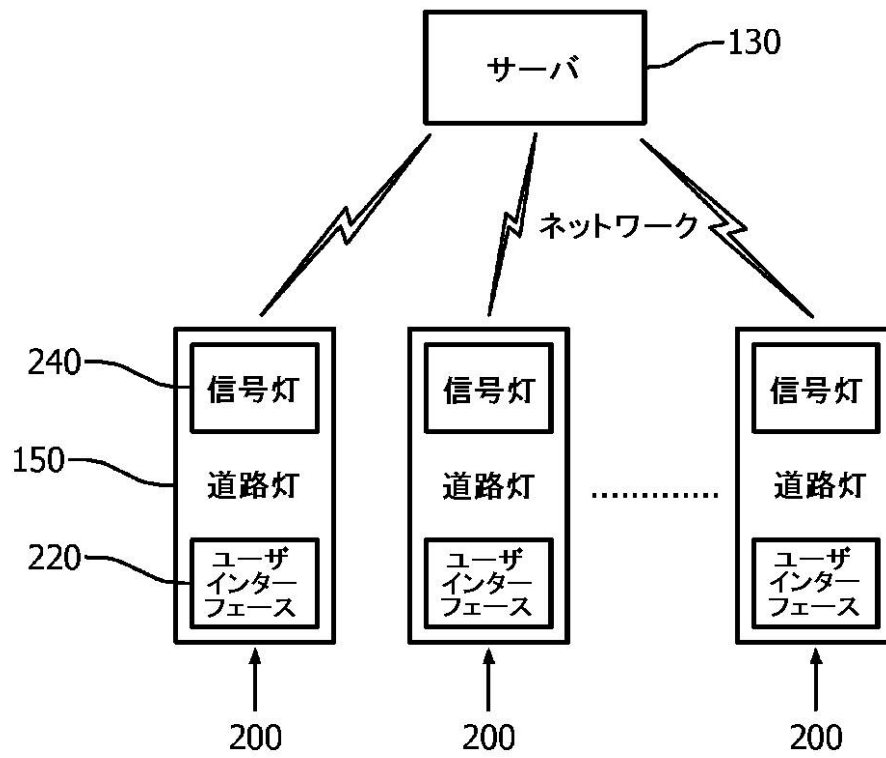 サーバ
130
ネットワーク
240
信号灯
信号灯
信号灯
150
道路灯
道路灯
道路灯
220
ユーザ
インター
フェース
ユーザ
インター
フェース
ユーザ
インター
フェース
200
200
200